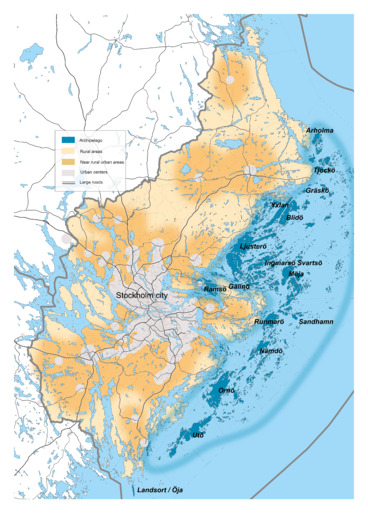 Archipelago
Rural areas
Near rural urban areas
Urban centers
Large roads
Arholma
Tjockö
Gräskö
Yxlan
Blidö
Ljusterö
Ingmarsö Svartsö
Möja
Ramsö
Gällnö
Stockholm city
Runmarö
Sandhamn
Nämdö
Ornö
Utö
Landsort / Öja